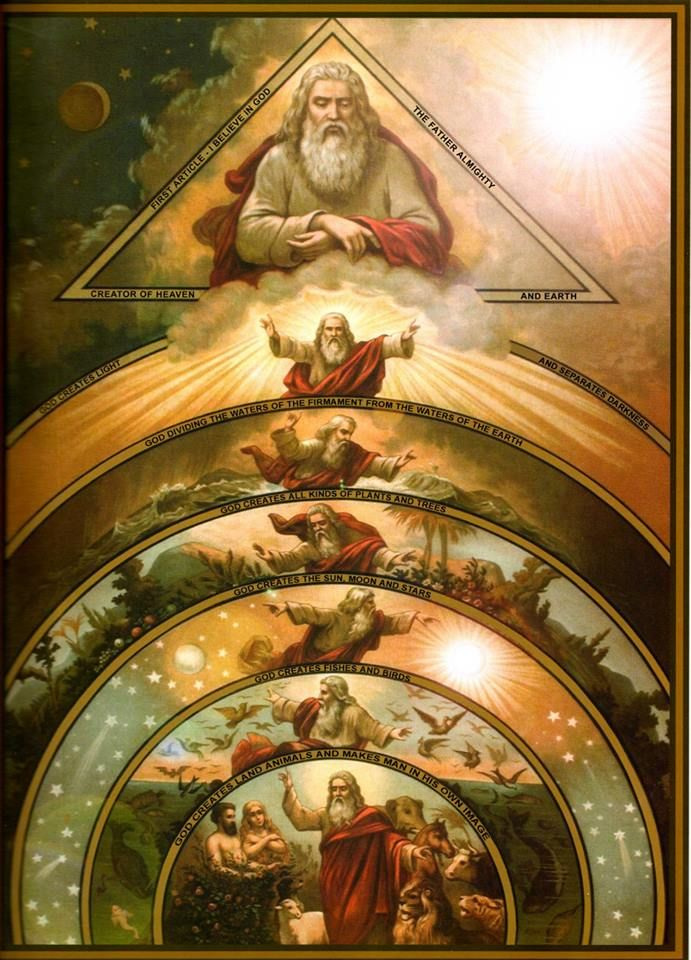 FIRST ARTICLE - I BELIEVE IN GOD
THE FATHER ALMIGHTY
CREATOR OF HEAVEN
AND EARTH
GOD CREATES LIGHT
AND SEPARATES DARKNESS
GOD DIVIDING THE WATERS OF THE FIRMAMENT FROM THE WATERS OF THE EARTH
GOD CREATES ALL KINDS OF PLANTS AND TREES
GOD CREATES THE SUN, MOON AND STARS
GOD CREATES FISHES AND BIRDS
GOD CREATES LAND ANIMALS AND MAKES MAN IN HIS OWN IMAGE